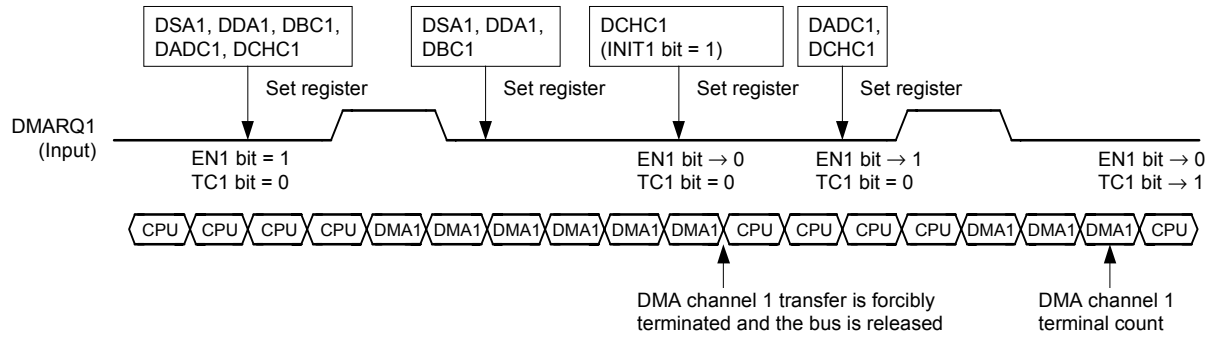 DSA1, DDA1, DBC1,
DADC1, DCHC1
DSA1, DDA1,
DBC1
DCHC1
(INIT1 bit = 1)
DADC1,
DCHC1
Set register
Set register
Set register
Set register
DMARQ1
(Input)
EN1 bit = 1
TC1 bit = 0
EN1 bit → 0
TC1 bit = 0
EN1 bit → 1
TC1 bit = 0
EN1 bit → 0
TC1 bit → 1
CPU CPU CPU CPU DMA1 DMA1 DMA1 DMA1 DMA1 DMA1 CPU CPU CPU CPU DMA1 DMA1 DMA1 CPU
DMA channel 1 transfer is forcibly
terminated and the bus is released
DMA channel 1
terminal count